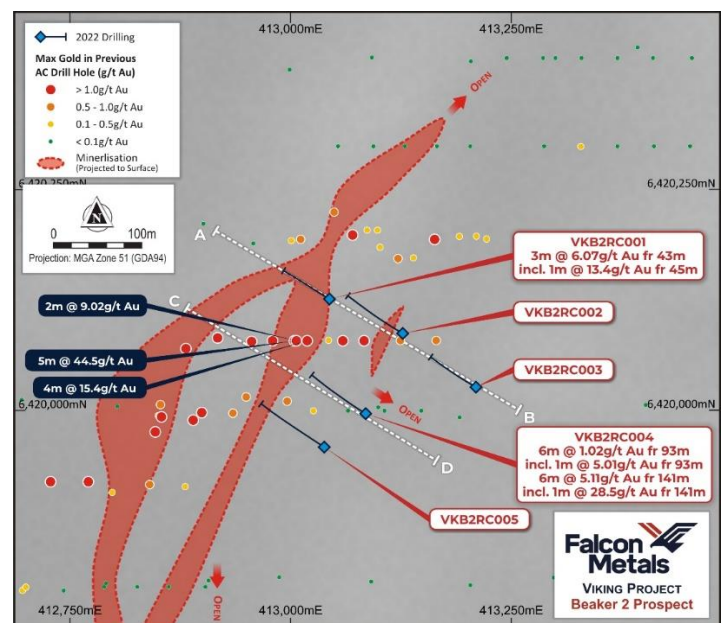 413,000mE
413,250mE
2022 Drilling
Max Gold in Previous
AC Drill Hole (g/t Au)
> 1.0g/t Au
0.5 - 1.0g/t Au
0.1 - 0.5g/t Au
< 0.1g/t Au
Minerlisation
(Projected to Surface)
N
0 100m
Projection: MGA Zone 51 (GDA94)
OPEN
6,420,250mN
6,420,250mN
A
VKB2RC001
3m @ 6.07g/t Au fr 43m
incl. 1m @ 13.4g/t Au fr 45m
C
2m @ 9.02g/t Au
VKB2RC002
5m @ 44.5g/t Au
4m @ 15.4g/t Au
VKB2RC003
6,420,000mN
OPEN
B
6,420,000mN
VKB2RC004
6m @ 1.02g/t Au fr 93m
incl. 1m @ 5.01g/t Au fr 93m
6m @ 5.11g/t Au fr 141m
incl. 1m @ 28.5g/t Au fr 141m
D
VKB2RC005
Falcon
Metals
VIKING PROJECT
Beaker 2 Prospect
OPEN
412,750mE
413,000mE
413,250mE